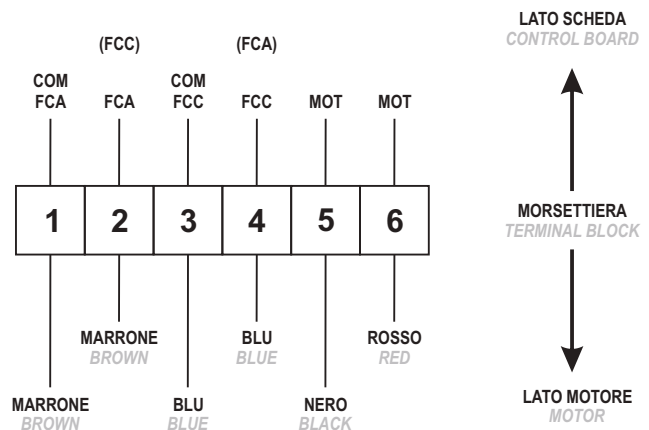 LATO SCHEDA
CONTROL BOARD
(FCC) (FCA)
COM COM
FCA FCA FCC FCC MOT MOT
1 2 3 4 5 6
MORSETTIERA
TERMINAL BLOCK
MARRONE BLU ROSSO
BROWN BLUE RED
MARRONE BLU NERO
BROWN BLUE BLACK
LATO MOTORE
MOTOR